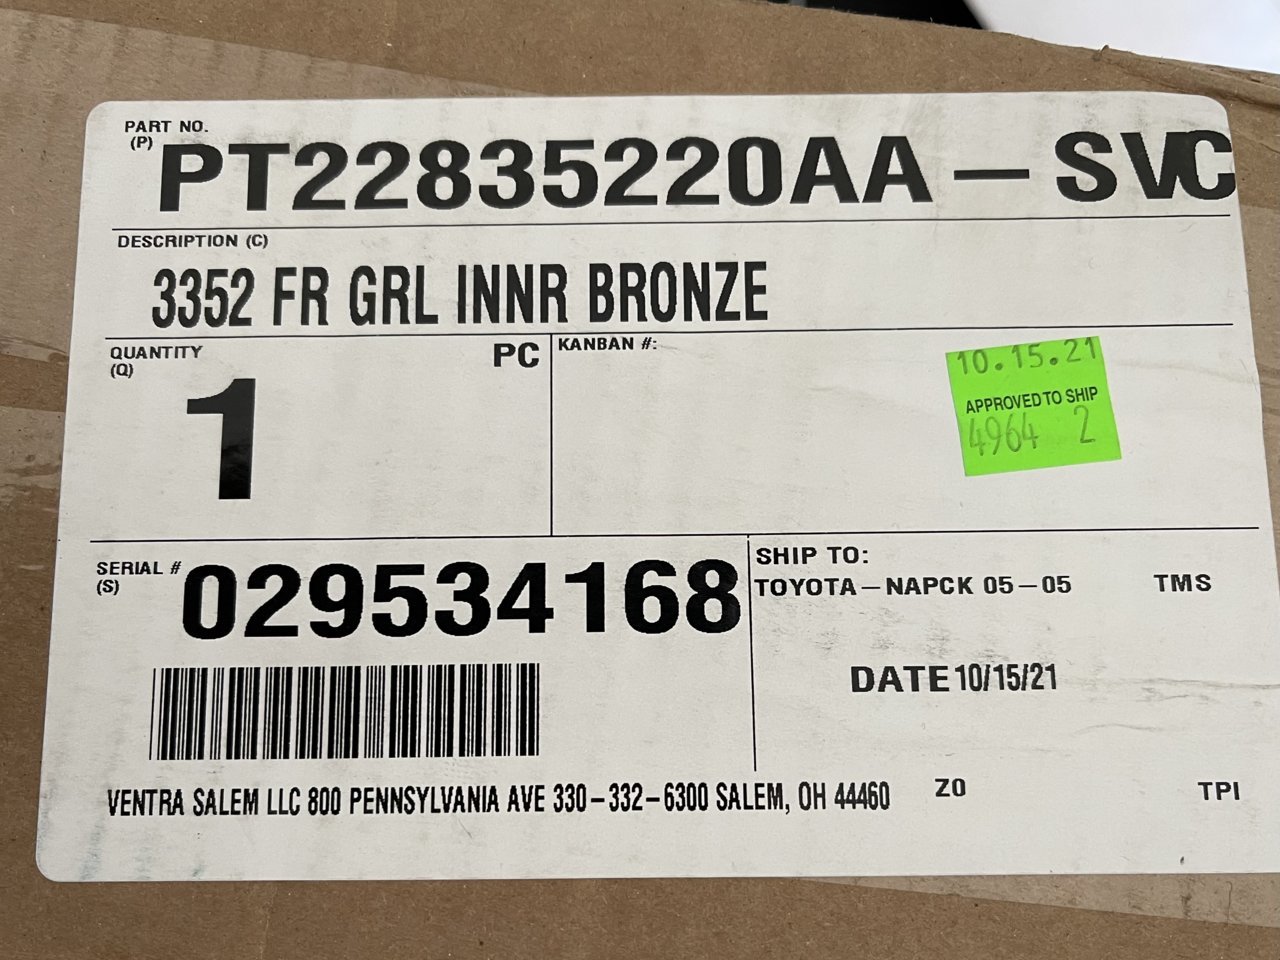 PART NO.
(P) PT22835220AA-SVC
DESCRIPTION (C)
3352 FR GRL INNR BRONZE
QUANTITY
(Q)
1
PC
KANBAN #:
10.15.21
APPROVED TO SHIP
4964 2
SERIAL #
(S)
029534168
SHIP TO:
TOYOTA-NAPCK 05-05 TMS
DATE 10/15/21
VENTRA SALEM LLC 800 PENNSYLVANIA AVE 330-332-6300 SALEM, OH 44460
Z0 TPI